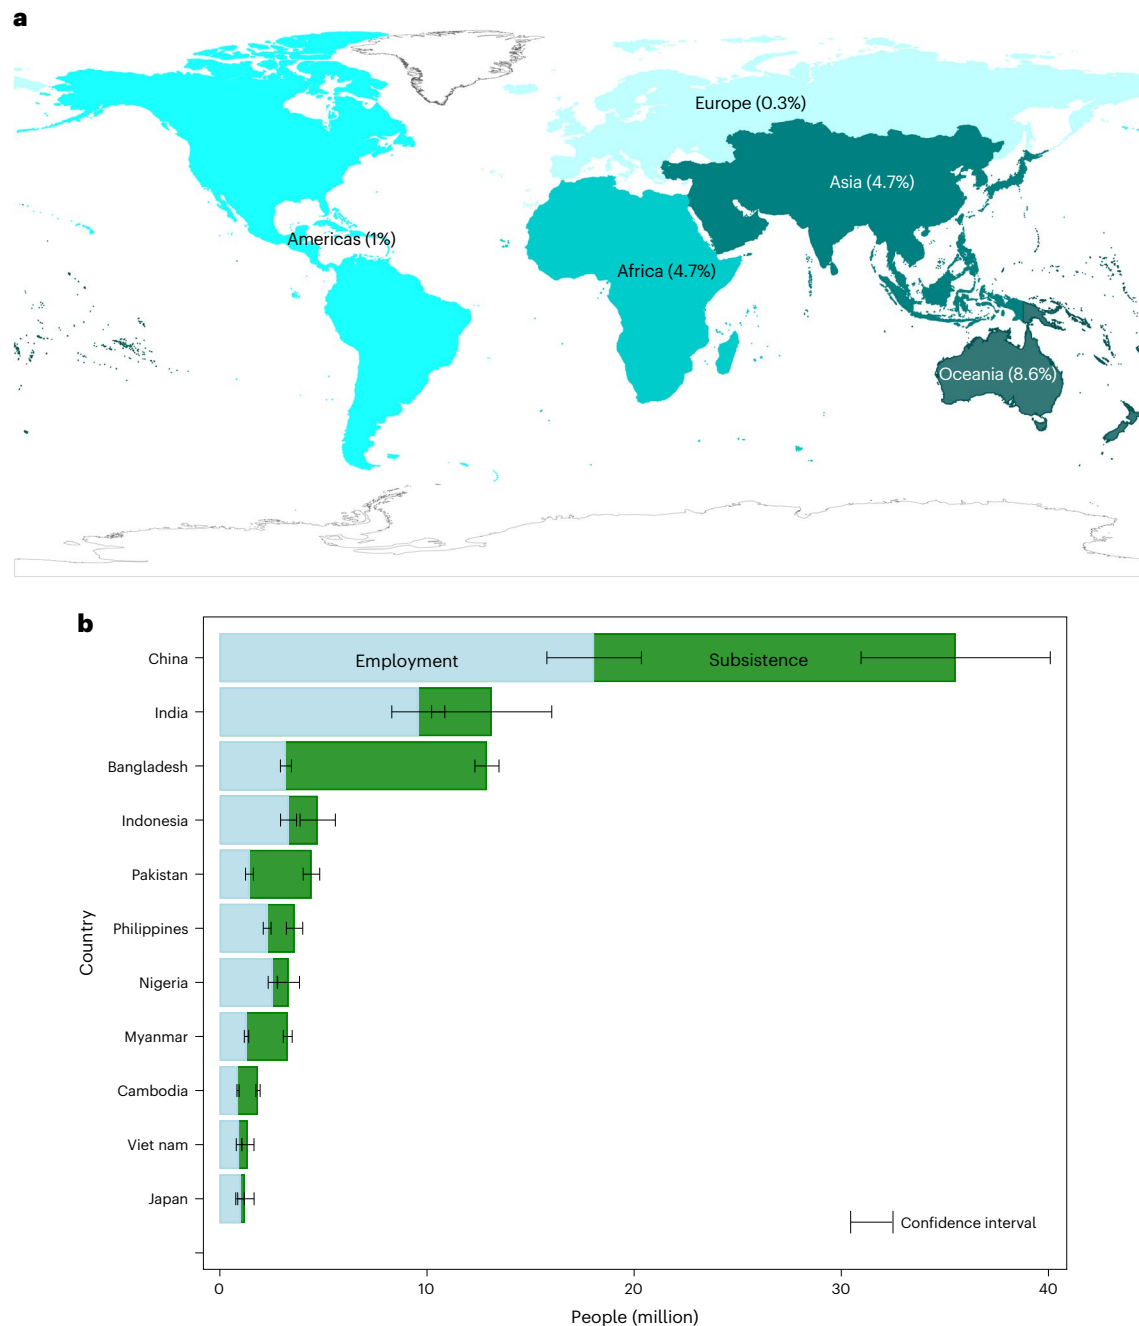 a
Europe (0.3%)
Asia (4.7%)
Americas (1%)
Africa (4.7%)
Oceania (8.6%)
b
China
Employment
Subsistence
India
Bangladesh
Indonesia
Pakistan
Philippines
Country
Nigeria
Myanmar
Cambodia
Viet nam
Japan
Confidence interval
0 10 20 30 40
People (million)